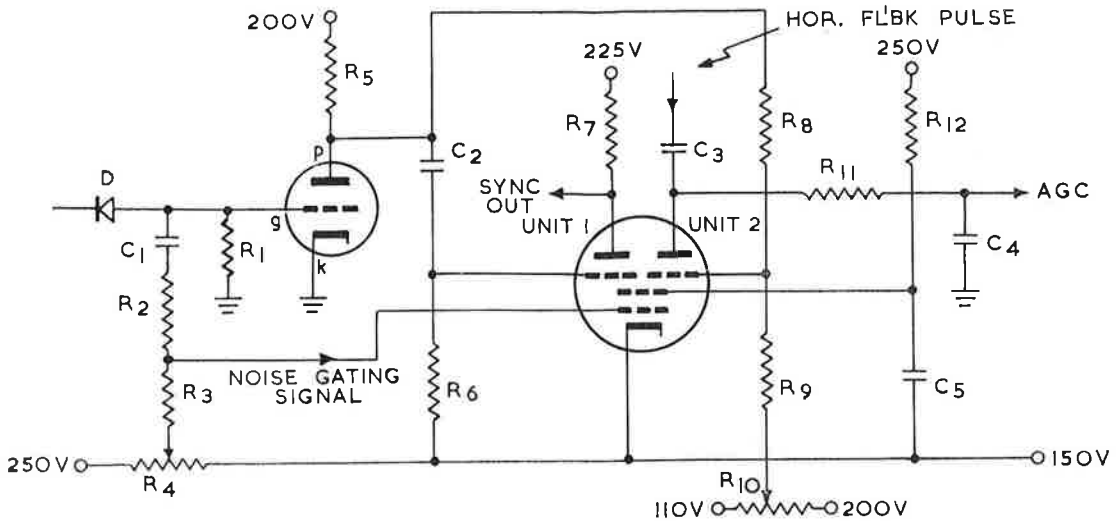 HOR. FL'BK PULSE
200V
225V
250V
R5
R7
R8
R12
C3
P
C2
R11
D
SYNC
OUT
AGC
UNIT 1
UNIT 2
g
C1
R1
k
C4
R2
NOISE GATING
SIGNAL
R3
R6
R9
C5
250V
R4
150V
R10
110V
200V